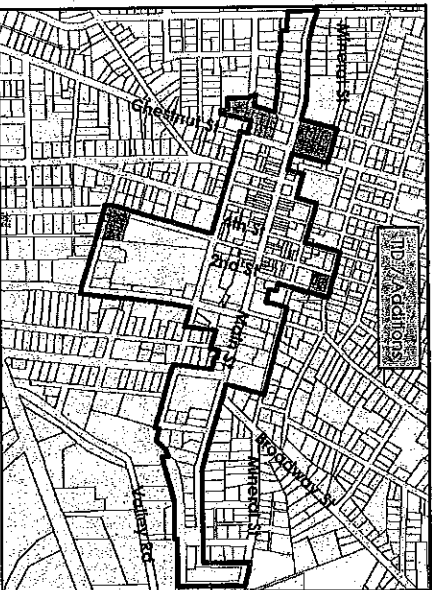 Mineral St
Chestnut St
TID 7 Additions
4th St
2nd St
Main St
Broadway St
Mineral St
Valley Rd